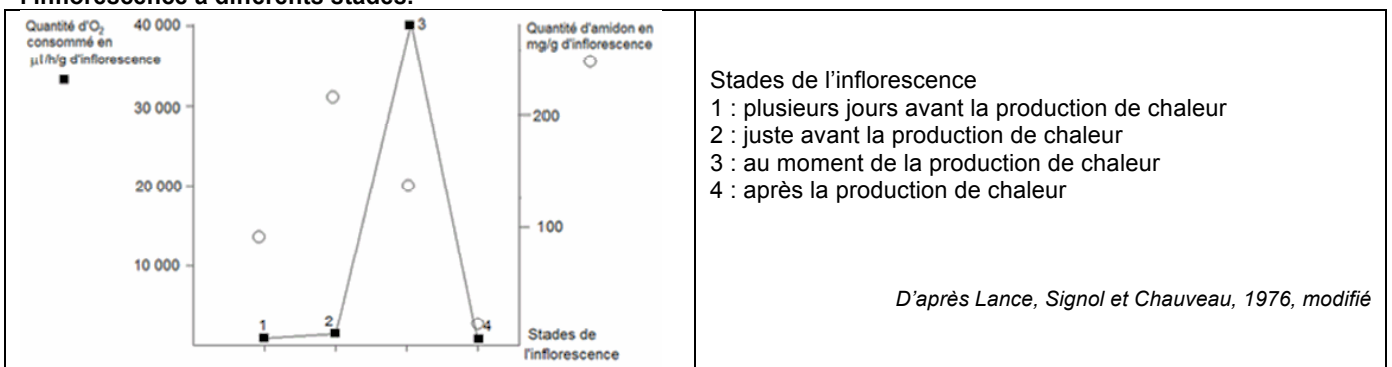 l'inflorescence à différents stades.
Quantité d'O2
consommé en
µl/h/g d'inflorescence
40 000
30 000
20 000
10 000
1
2
3
4
Quantité d'amidon en
mg/g d'inflorescence
200
100
Stades de
l'inflorescence
Stades de l'inflorescence
1 : plusieurs jours avant la production de chaleur
2 : juste avant la production de chaleur
3 : au moment de la production de chaleur
4 : après la production de chaleur
D'après Lance, Signol et Chauveau, 1976, modifié